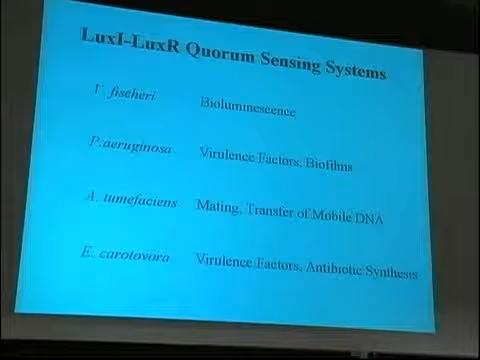 LuxI-LuxR Quorum Sensing Systems
V. fischeri Bioluminescence
P.aeruginosa Virulence Factors, Biofilms
A. tumefaciens Mating, Transfer of Mobile DNA
E. carotovora Virulence Factors, Antibiotic Synthesis